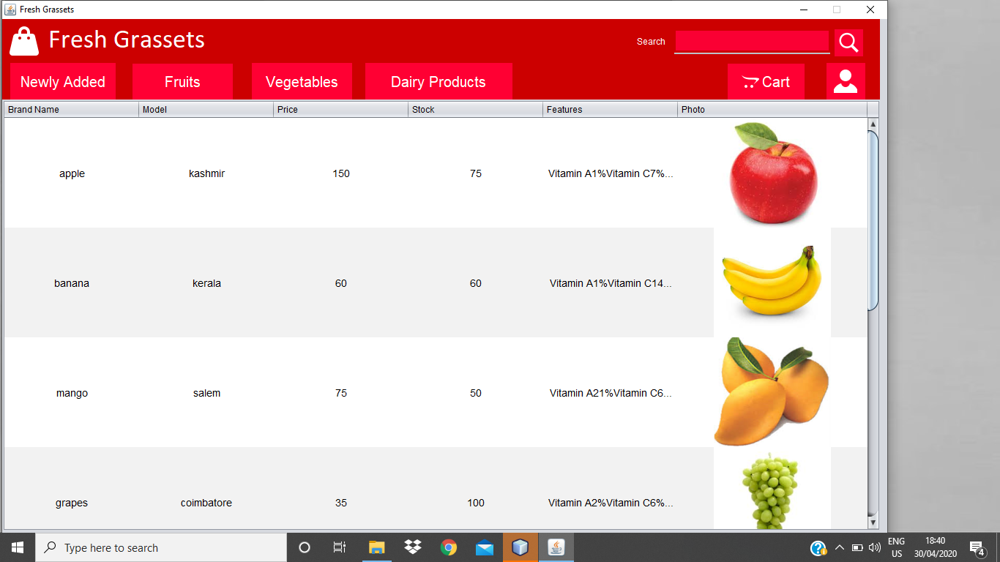 Fresh Grassets
Fresh Grassets
Search
Newly Added Fruits Vegetables Dairy Products Cart
Brand Name Model Price Stock Features Photo
apple kashmir 150 75 Vitamin A1%Vitamin C7%...
banana kerala 60 60 Vitamin A1%Vitamin C14...
mango salem 75 50 Vitamin A21%Vitamin C6...
grapes coimbatore 35 100 Vitamin A2%Vitamin C6%...
Type here to search
ENG 18:40
US 30/04/2020 4